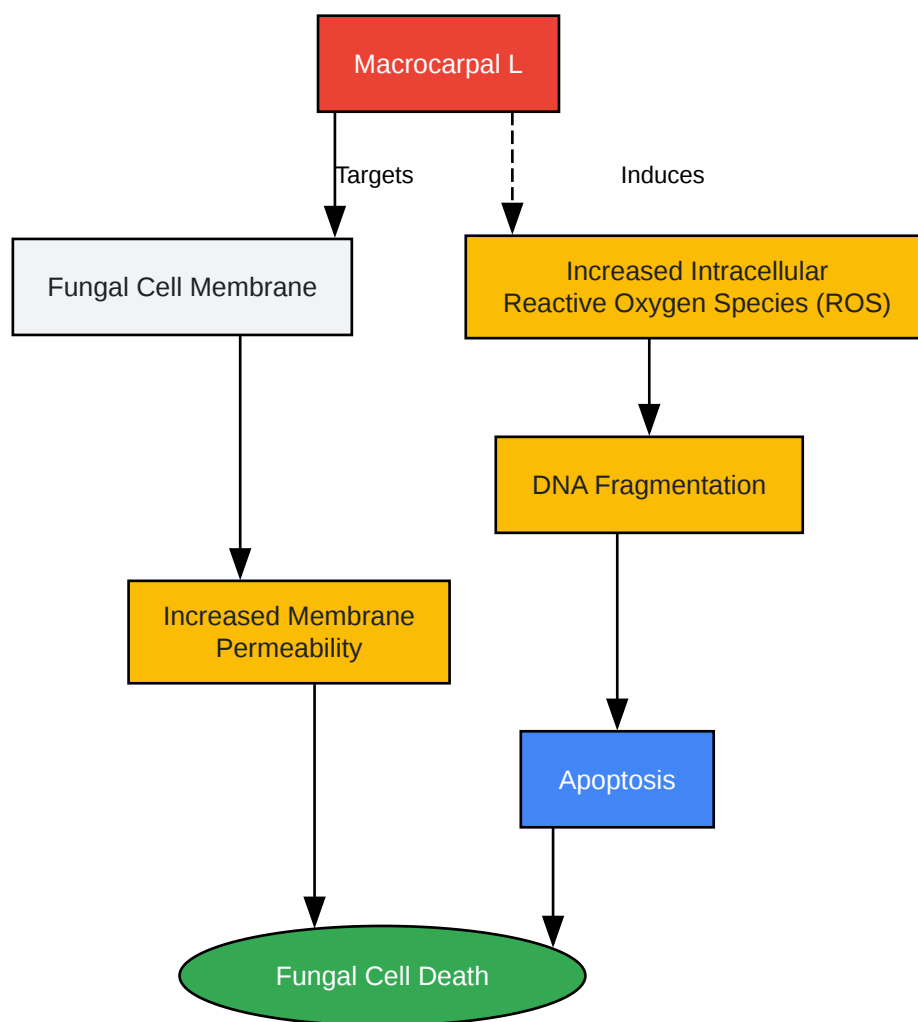 Macrocarpal L
Targets
Induces
Fungal Cell Membrane
Increased Intracellular
Reactive Oxygen Species (ROS)
DNA Fragmentation
Increased Membrane
Permeability
Apoptosis
Fungal Cell Death